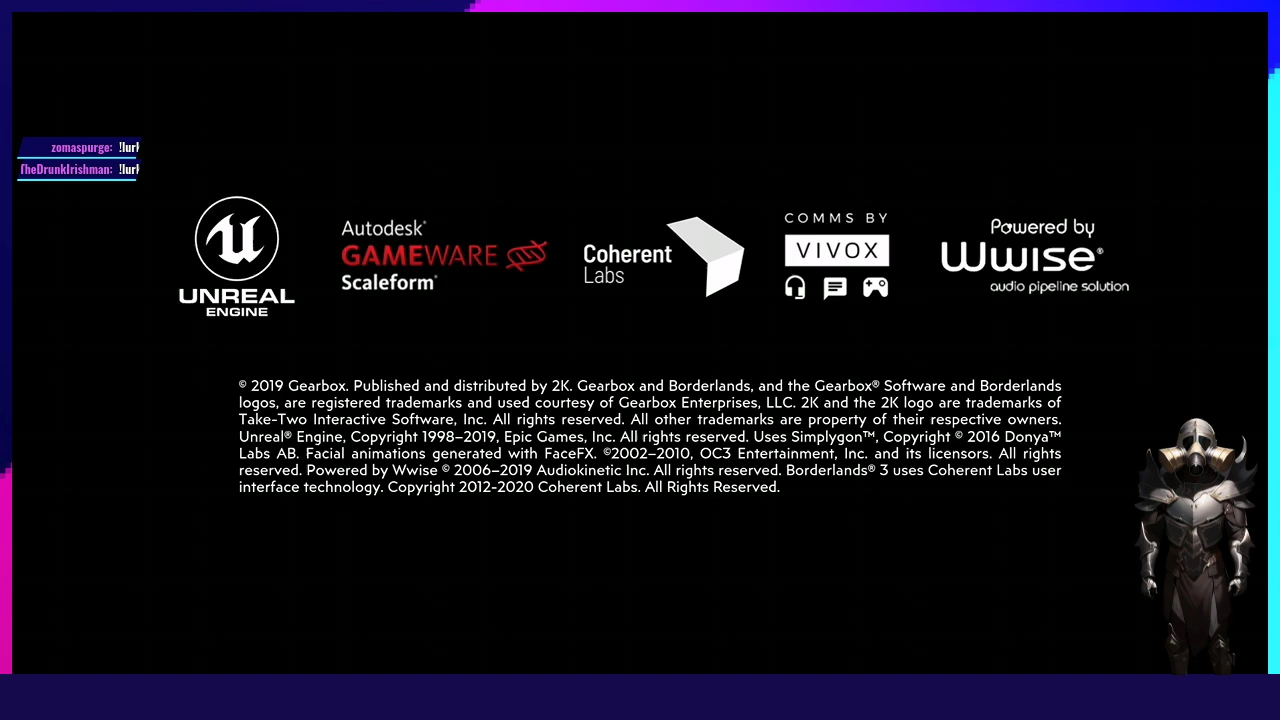 zomaspurge: !lurk
TheDrunkIrishman: !lurk
UNREAL
ENGINE
Autodesk®
GAMEWARE
Scaleform®
Coherent
Labs
COMMS BY
VIVOX
Powered by
Wwise®
audio pipeline solution
© 2019 Gearbox. Published and distributed by 2K. Gearbox and Borderlands, and the Gearbox® Software and Borderlands
logos, are registered trademarks and used courtesy of Gearbox Enterprises, LLC. 2K and the 2K logo are trademarks of
Take-Two Interactive Software, Inc. All rights reserved. All other trademarks are property of their respective owners.
Unreal® Engine, Copyright 1998–2019, Epic Games, Inc. All rights reserved. Uses Simplygon™, Copyright © 2016 Donya™
Labs AB. Facial animations generated with FaceFX. ©2002–2010, OC3 Entertainment, Inc. and its licensors. All rights
reserved. Powered by Wwise © 2006–2019 Audiokinetic Inc. All rights reserved. Borderlands® 3 uses Coherent Labs user
interface technology. Copyright 2012-2020 Coherent Labs. All Rights Reserved.